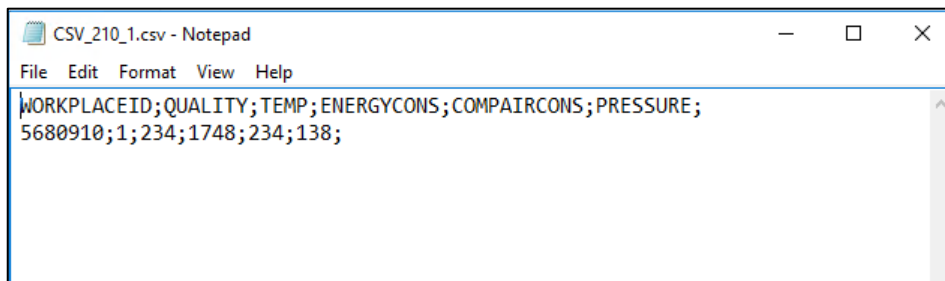 CSV_210_1.csv - Notepad
File Edit Format View Help
WORKPLACEID;QUALITY;TEMP;ENERGYCONS;COMPAIRCONS;PRESSURE;
5680910;1;234;1748;234;138;